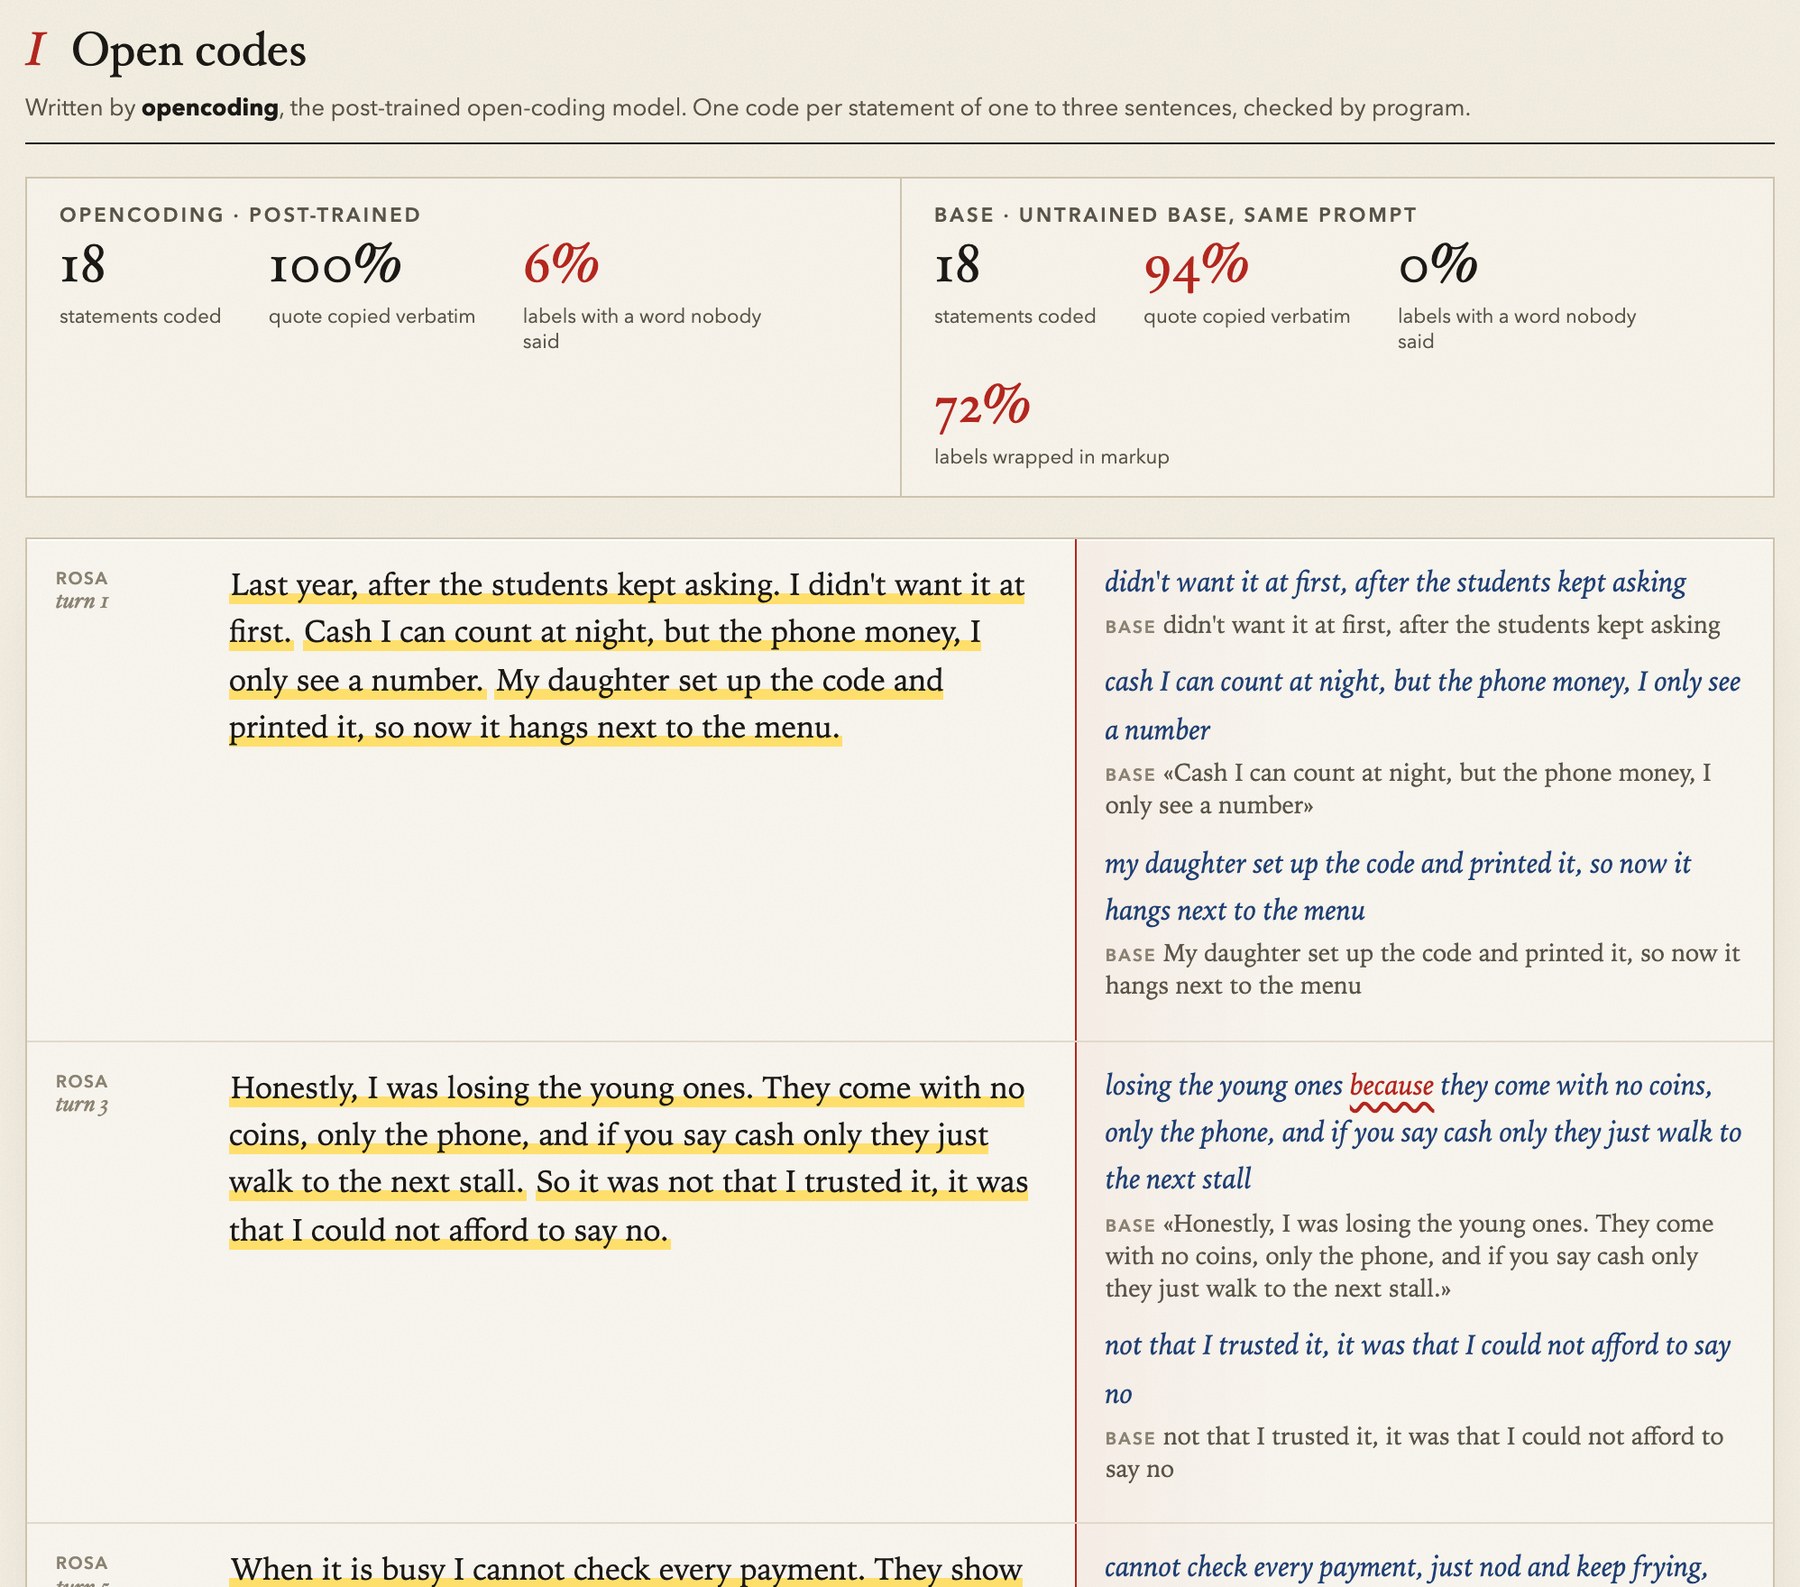 I Open codes
Written by opencoding, the post-trained open-coding model. One code per statement of one to three sentences, checked by program.
OPENCODING · POST-TRAINED
18
100%
6%
statements coded
quote copied verbatim
labels with a word nobody
said
BASE · UNTRAINED BASE, SAME PROMPT
18
94%
0%
statements coded
quote copied verbatim
labels with a word nobody
said
72%
labels wrapped in markup
ROSA
turn 1
Last year, after the students kept asking. I didn't want it at
first. Cash I can count at night, but the phone money, I
only see a number. My daughter set up the code and
printed it, so now it hangs next to the menu.
didn't want it at first, after the students kept asking
BASE didn't want it at first, after the students kept asking
cash I can count at night, but the phone money, I only see
a number
BASE «Cash I can count at night, but the phone money, I
only see a number»
my daughter set up the code and printed it, so now it
hangs next to the menu
BASE My daughter set up the code and printed it, so now it
hangs next to the menu
ROSA
turn 3
Honestly, I was losing the young ones. They come with no
coins, only the phone, and if you say cash only they just
walk to the next stall. So it was not that I trusted it, it was
that I could not afford to say no.
losing the young ones because they come with no coins,
only the phone, and if you say cash only they just walk to
the next stall
BASE «Honestly, I was losing the young ones. They come
with no coins, only the phone, and if you say cash only
they just walk to the next stall.»
not that I trusted it, it was that I could not afford to say
no
BASE not that I trusted it, it was that I could not afford to
say no
ROSA
turn 5
When it is busy I cannot check every payment. They show
cannot check every payment, just nod and keep frying,